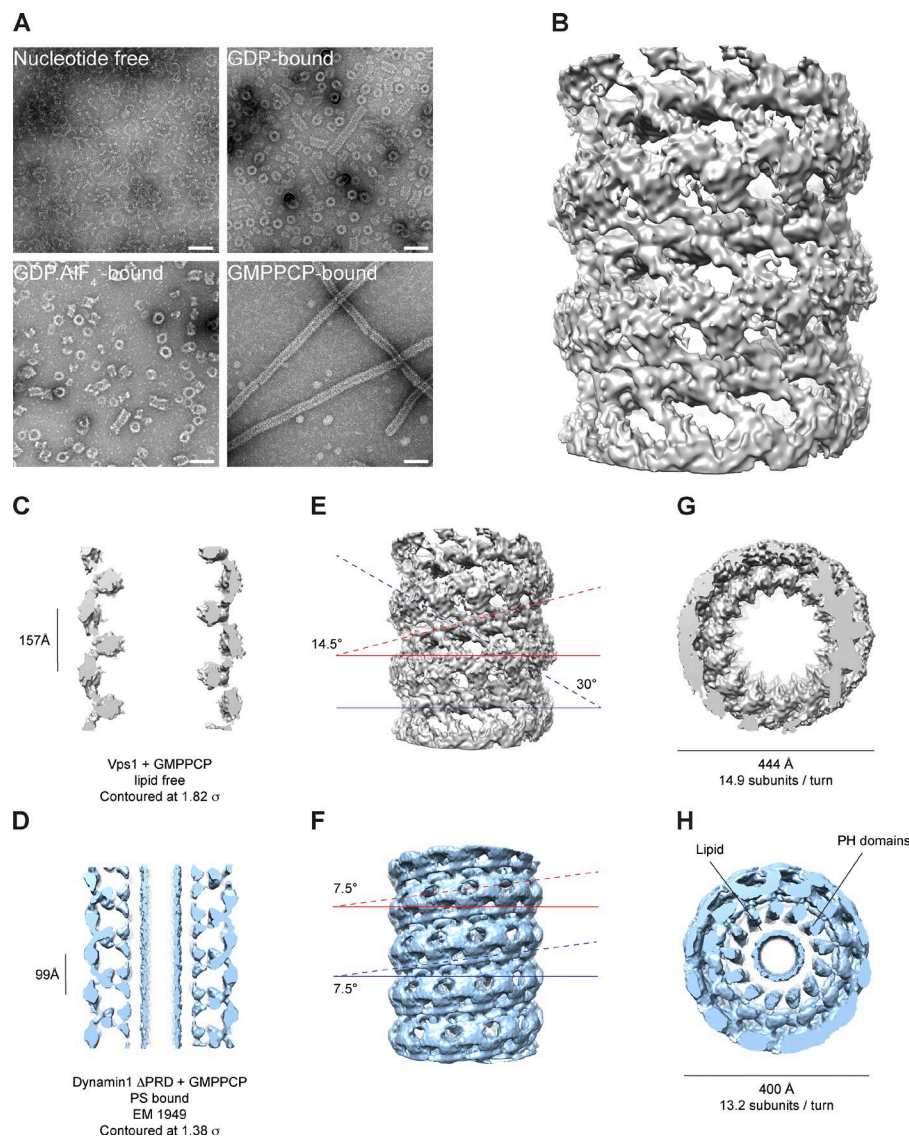 A
B
Nucleotide free
GDP-bound
GDP.AlF4--bound
GMPPCP-bound
C
E
G
157Å
14.5°
30°
Vps1 + GMPPCP
lipid free
Contoured at 1.82 σ
444 Å
14.9 subunits / turn
D
F
H
Lipid
PH domains
99Å
7.5°
7.5°
Dynamin1 ΔPRD + GMPPCP
PS bound
EM 1949
Contoured at 1.38 σ
400 Å
13.2 subunits / turn